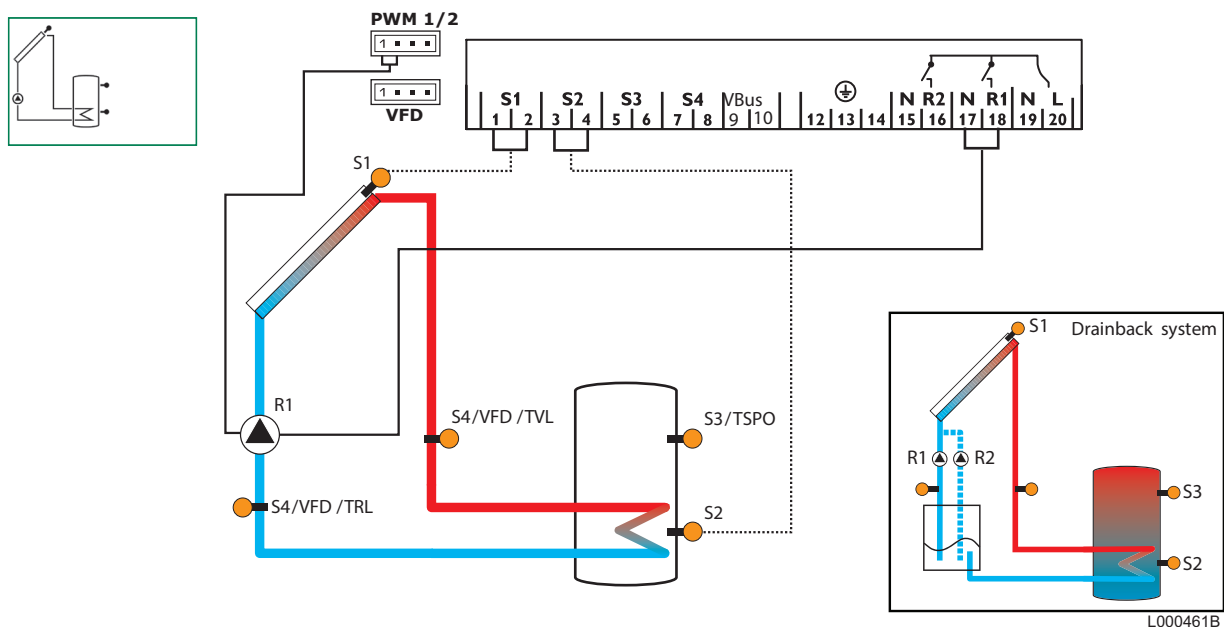 PWM 1/2
1
1
VFD
S1 S2 S3 S4 VBus N R2 N R1 N L
1 2 3 4 5 6 7 8 9 10 12 13 14 15 16 17 18 19 20
S1
R1
S4/VFD /TVL
S3/TSPO
S4/VFD /TRL
S2
Drainback system
S1
R1 R2
S3
S2
L000461B